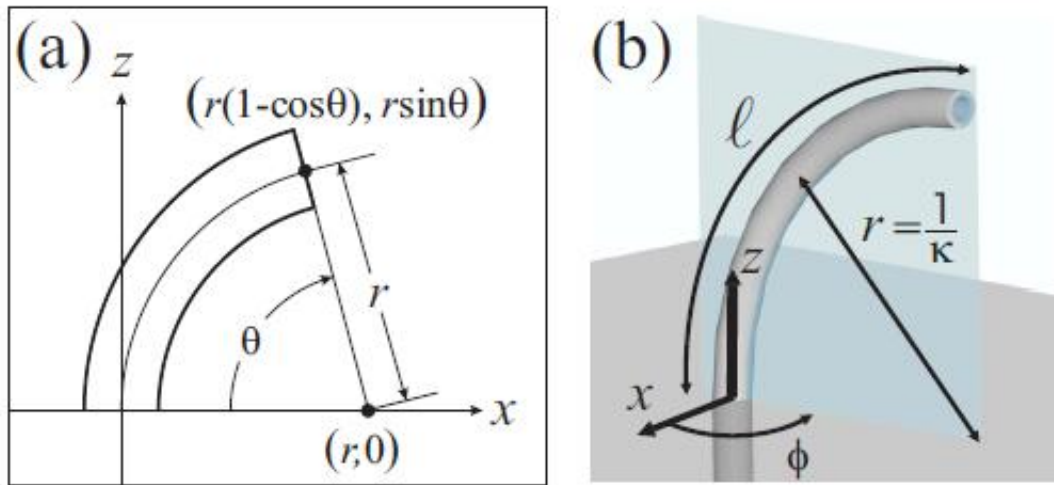 (a)
z
(r(1-cosθ), rsinθ)
r
θ
x
(r,0)
(b)
ℓ
r = 1/κ
z
x
ϕ